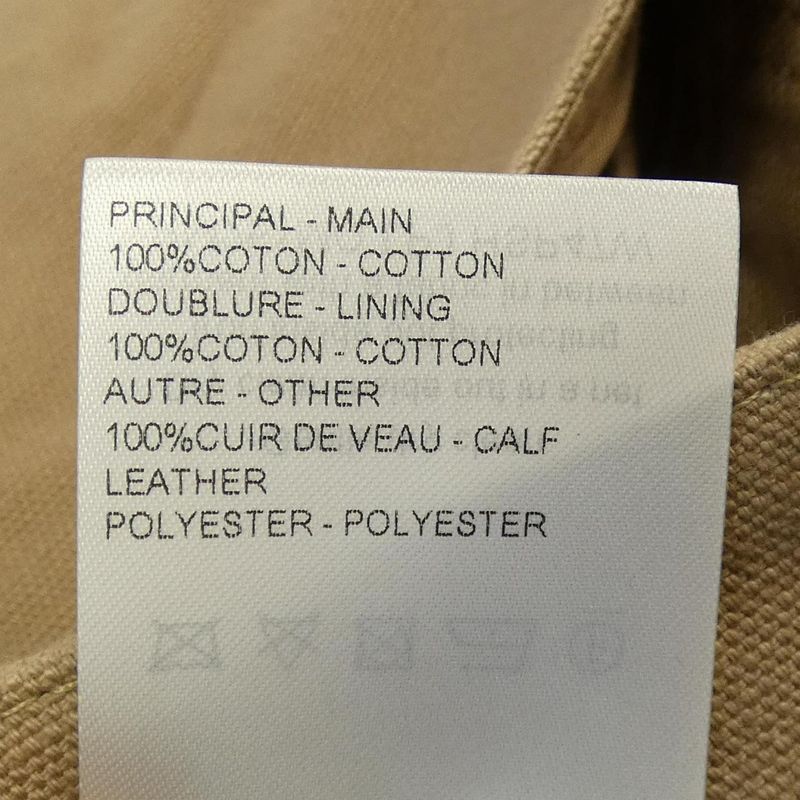 PRINCIPAL - MAIN
100%COTON - COTTON
DOUBLURE - LINING
100%COTON - COTTON
AUTRE - OTHER
100%CUIR DE VEAU - CALF
LEATHER
POLYESTER - POLYESTER